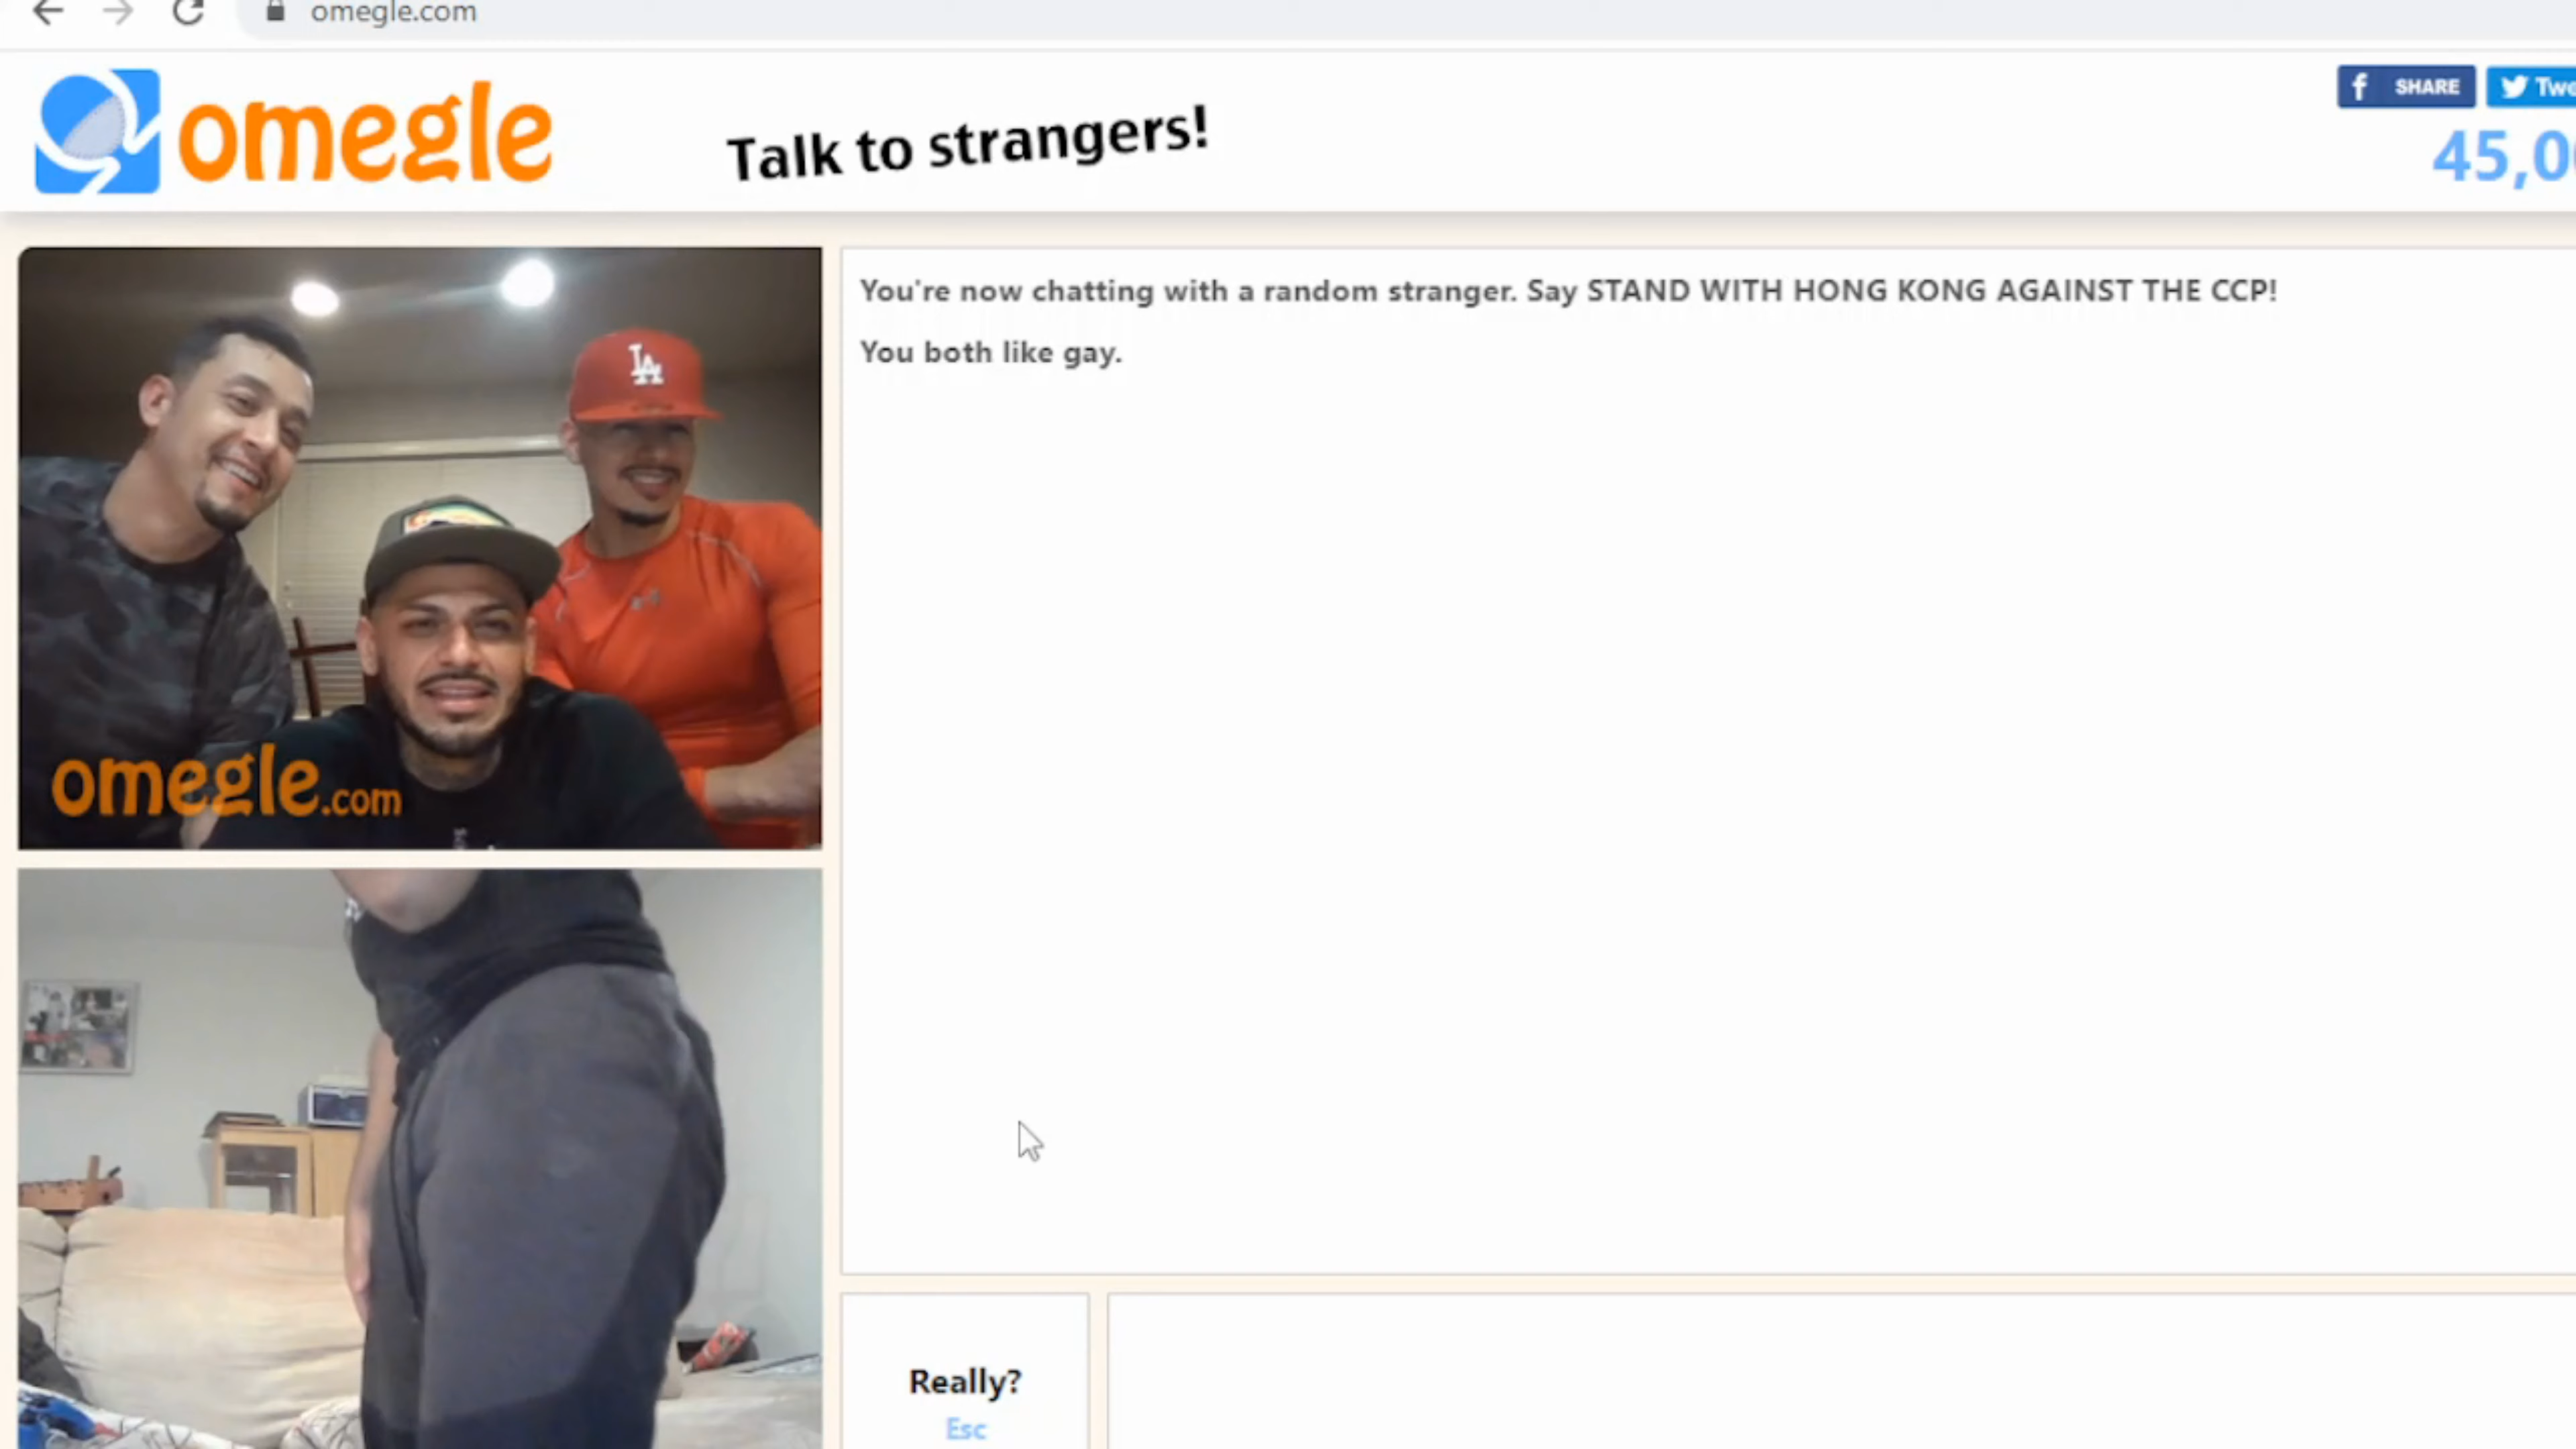 omegle.com
omegle
Talk to strangers!
f SHARE
45,0
You're now chatting with a random stranger. Say STAND WITH HONG KONG AGAINST THE CCP!
You both like gay.
LA
omegle.com
Really?
Esc